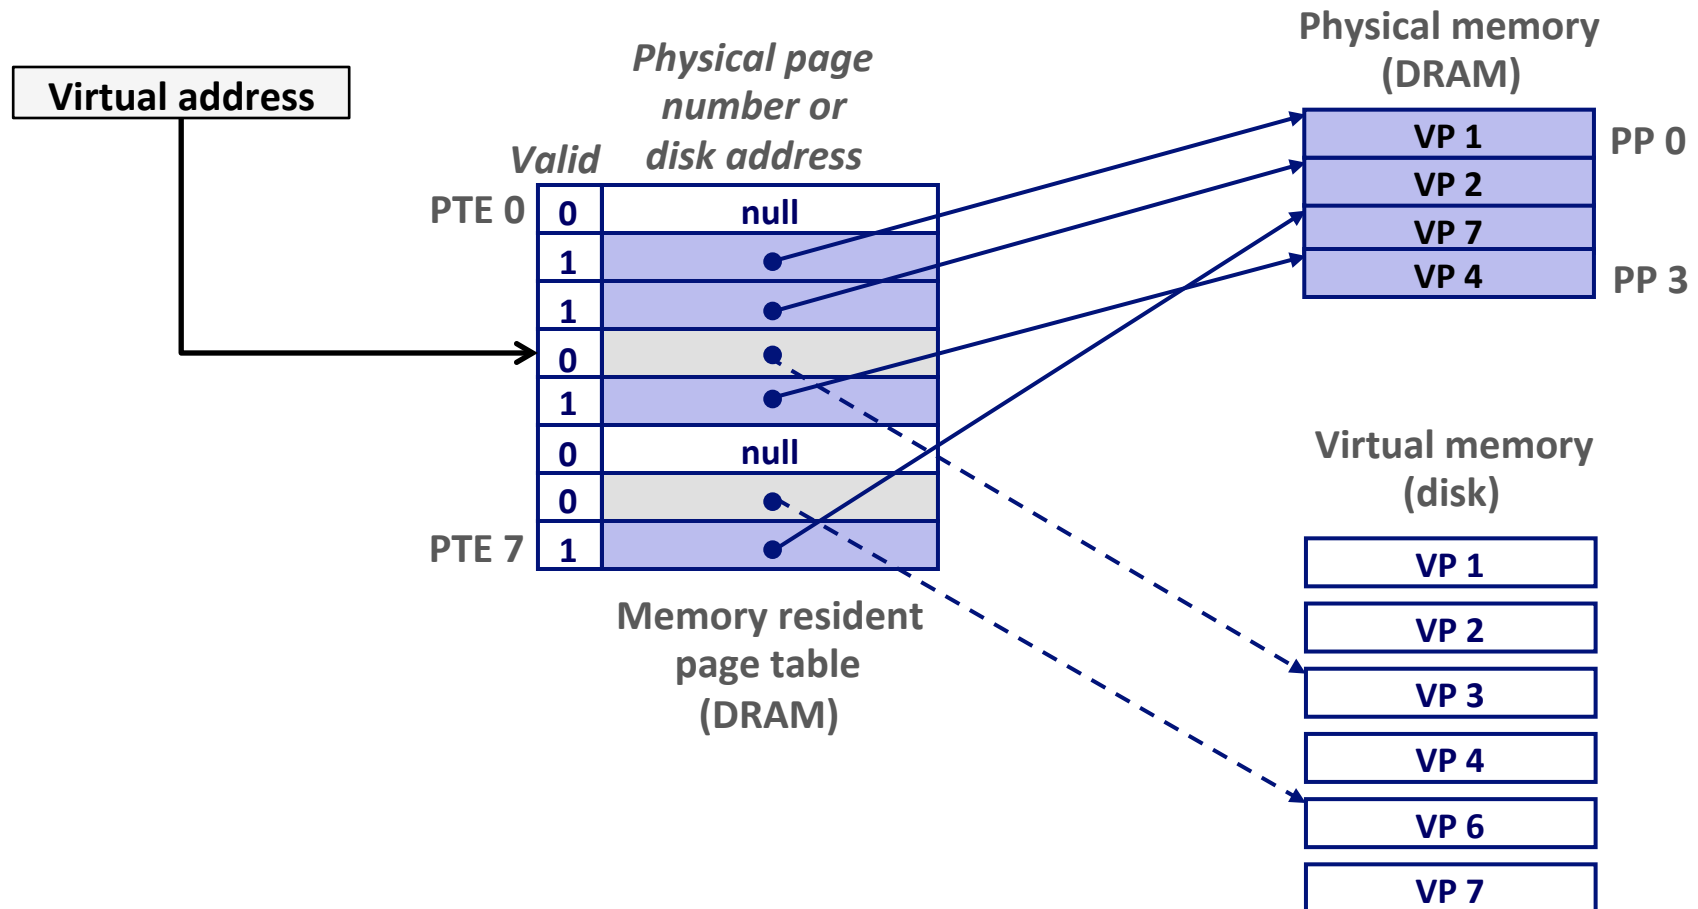 Virtual address
Physical page
number or
disk address
Valid
PTE 0
0
null
1
1
0
1
0
null
0
PTE 7
1
Memory resident
page table
(DRAM)
Physical memory
(DRAM)
VP 1
PP 0
VP 2
VP 7
VP 4
PP 3
Virtual memory
(disk)
VP 1
VP 2
VP 3
VP 4
VP 6
VP 7